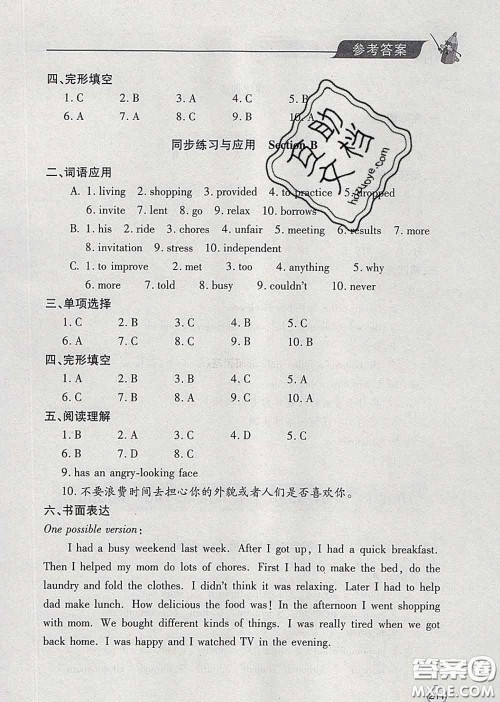 参考答案
四、完形填空
1. C 2. B 3. A 4. C 5. B
6. A 7. A 8. C 9. C 10. A
同步练习与应用 Section B
二、词语应用
A. 1. living 2. shopping 3. provided 4. to practice 5. dropped
6. invite 7. lent 8. go 9. relax 10. borrows
B. 1. his 2. ride 3. chores 4. unfair 5. meeting 6. results 7. more
8. invitation 9. stress 10. independent
C. 1. to improve 2. met 3. too 4. anything 5. why
6. more 7. told 8. buy 9. couldn't 10. never
三、单项选择
1. C 2. B 3. C 4. B 5. C
6. A 7. C 8. A 9. C 10. B
四、完形填空
1. A 2. B 3. C 4. C 5. A
6. C 7. B 8. B 9. C 10. A
五、阅读理解
1. B 2. A 3. C 4. D 5. C
6. B 7. D 8. C
9. has an angry-looking face
10. 不要浪费时间去担心你的外貌或者人们是否喜欢你。
六、书面表达
One possible version:
I had a busy weekend last week. After I got up, I had a quick breakfast.
Then I helped my mom do lots of chores. First I had to make the bed, do
the laundry and fold the clothes. I didn't think it was relaxing. Later I had to help
dad make lunch. How delicious the food was! In the afternoon I went shopping
with mom. We bought different kinds of things. I was really tired when we got
back home. I was happy and I watched TV in the evening.
互助文档
huzuoye.com
答案圈
MXQE.COM